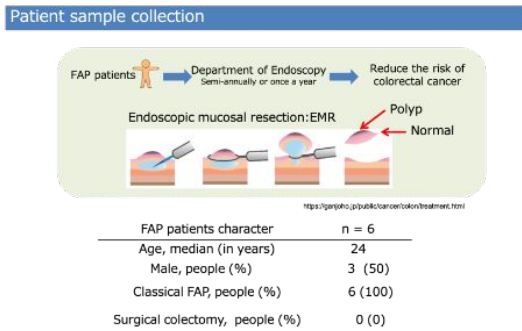 Patient sample collection
FAP patients
Department of Endoscopy
Semi-annually or once a year
Reduce the risk of
colorectal cancer
Endoscopic mucosal resection:EMR
Polyp
Normal
https://ganjoho.jp/public/cancer/colon/treatment.html
FAP patients character n = 6
Age, median (in years) 24
Male, people (%) 3 (50)
Classical FAP, people (%) 6 (100)
Surgical colectomy, people (%) 0 (0)